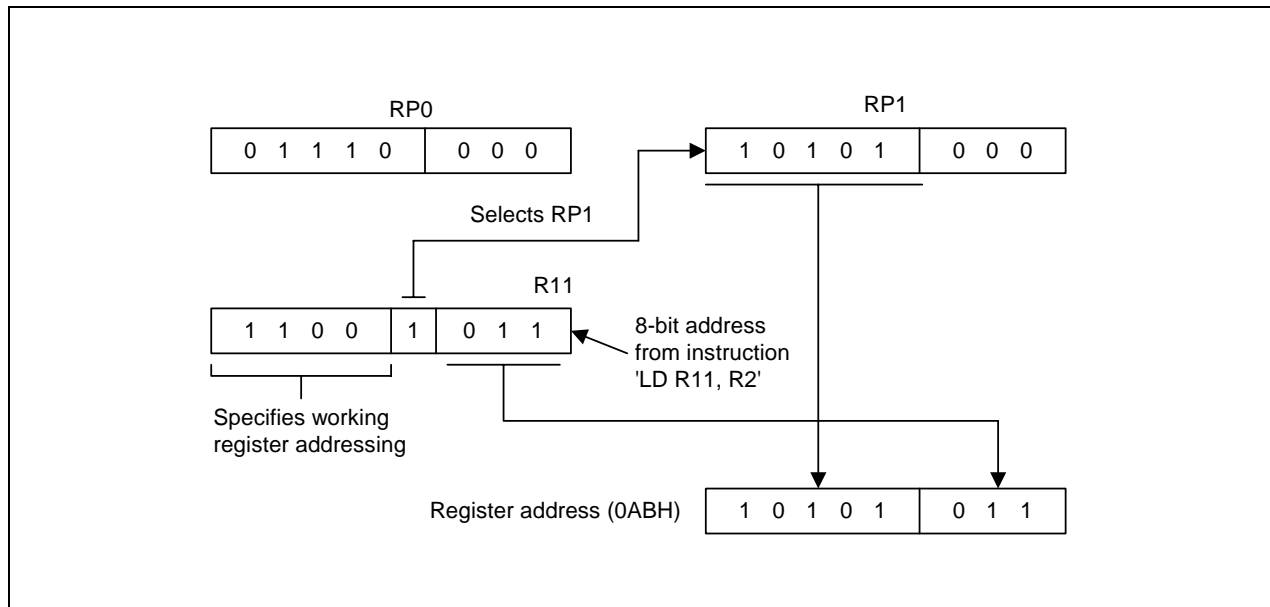 RP0
RP1
0 1 1 1 0 0 0 0
1 0 1 0 1 0 0 0
Selects RP1
R11
1 1 0 0 1 0 1 1
8-bit address
from instruction
'LD R11, R2'
Specifies working
register addressing
Register address (0ABH)
1 0 1 0 1 0 1 1